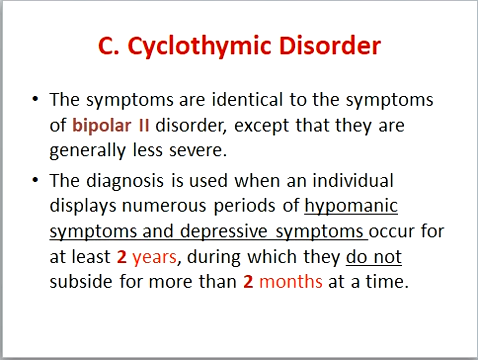 C. Cyclothymic Disorder
• The symptoms are identical to the symptoms
of bipolar II disorder, except that they are
generally less severe.
• The diagnosis is used when an individual
displays numerous periods of hypomanic
symptoms and depressive symptoms occur for
at least 2 years, during which they do not
subside for more than 2 months at a time.